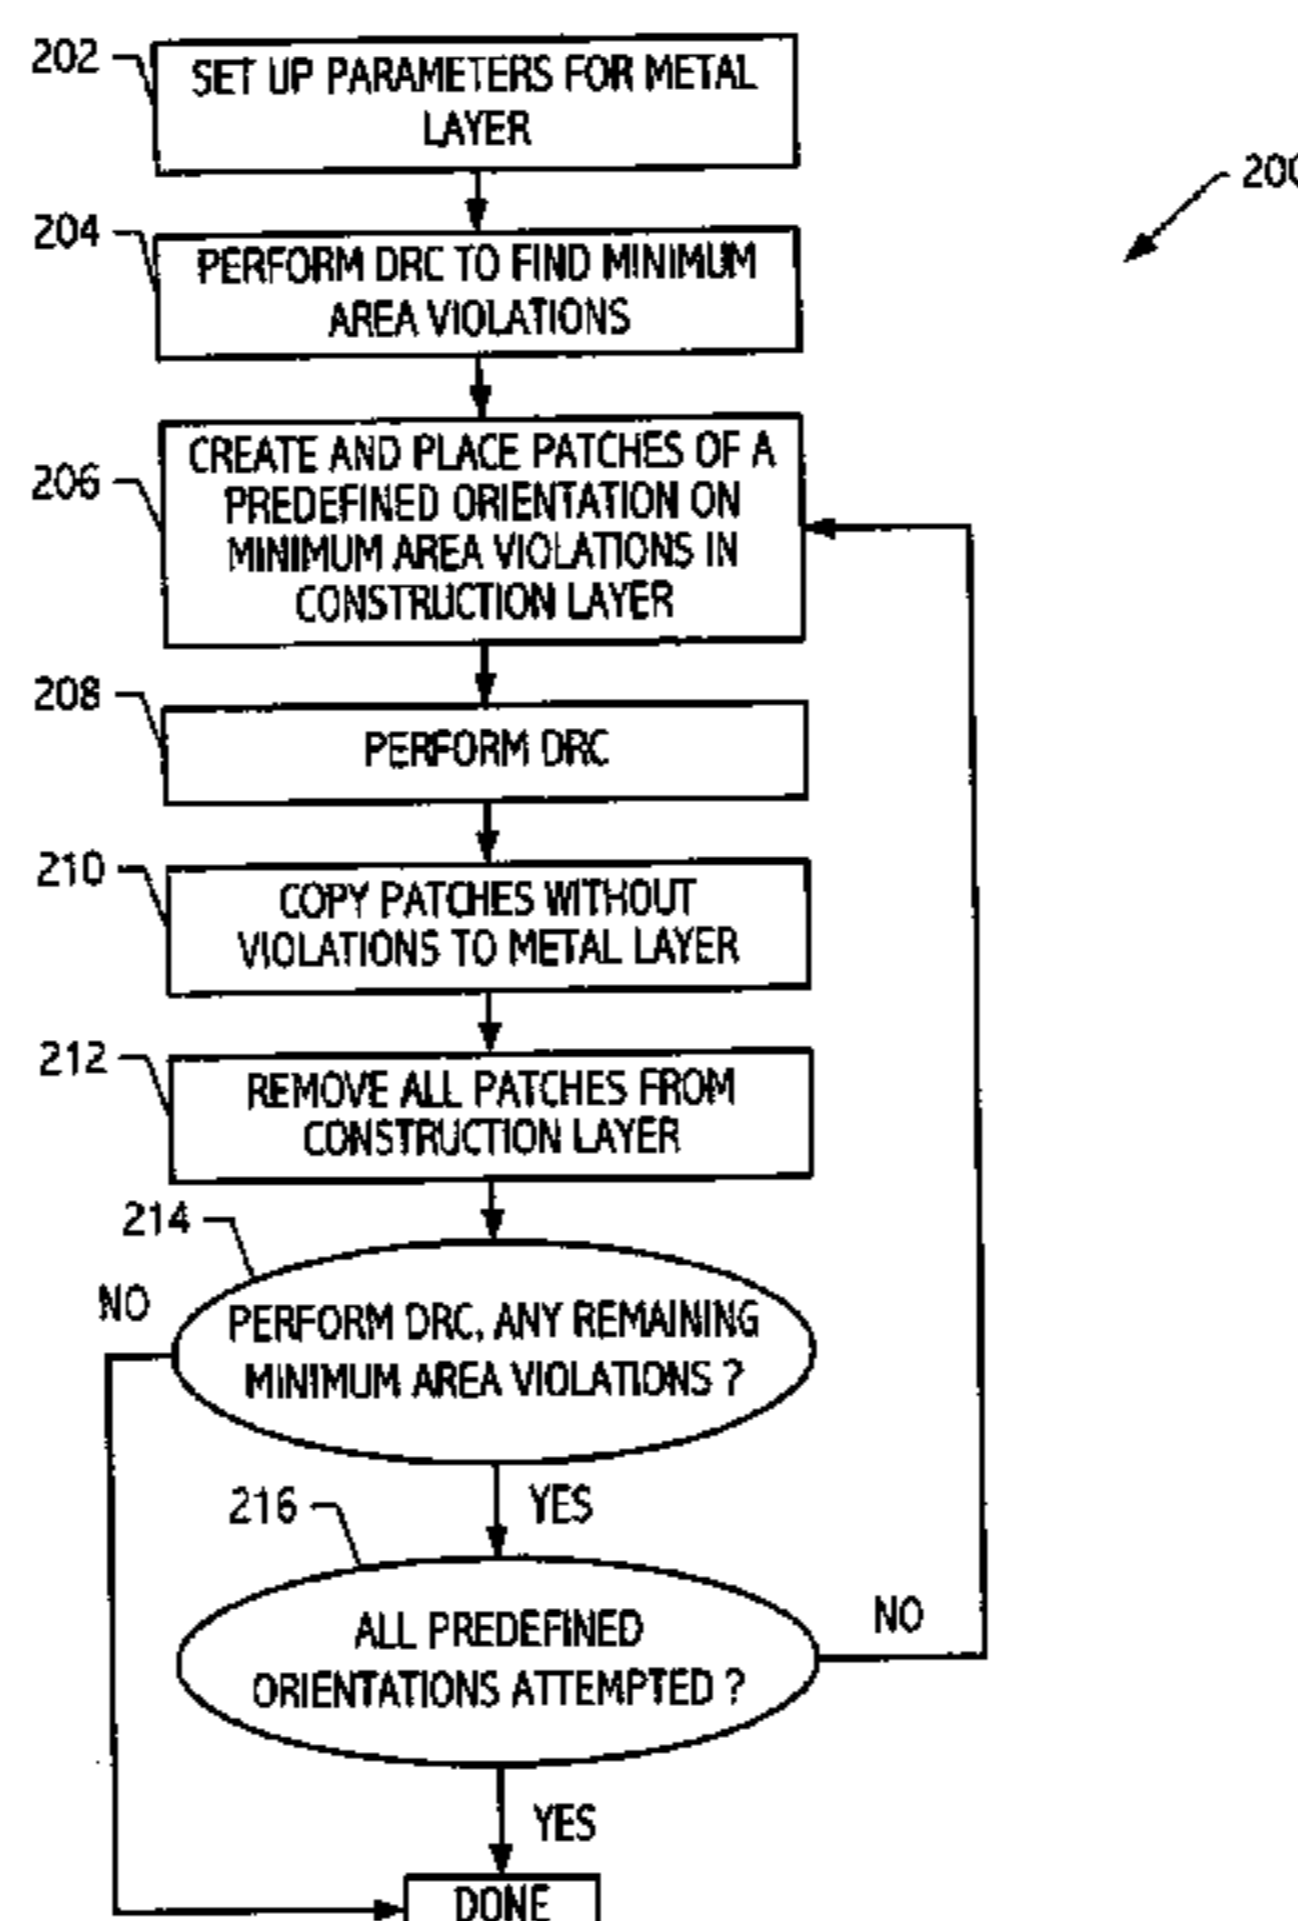 202
SET UP PARAMETERS FOR METAL
LAYER
200
204
PERFORM DRC TO FIND MINIMUM
AREA VIOLATIONS
206
CREATE AND PLACE PATCHES OF A
PREDEFINED ORIENTATION ON
MINIMUM AREA VIOLATIONS IN
CONSTRUCTION LAYER
208
PERFORM DRC
210
COPY PATCHES WITHOUT
VIOLATIONS TO METAL LAYER
212
REMOVE ALL PATCHES FROM
CONSTRUCTION LAYER
214
NO
PERFORM DRC, ANY REMAINING
MINIMUM AREA VIOLATIONS ?
216
YES
ALL PREDEFINED
ORIENTATIONS ATTEMPTED ?
NO
YES
DONE